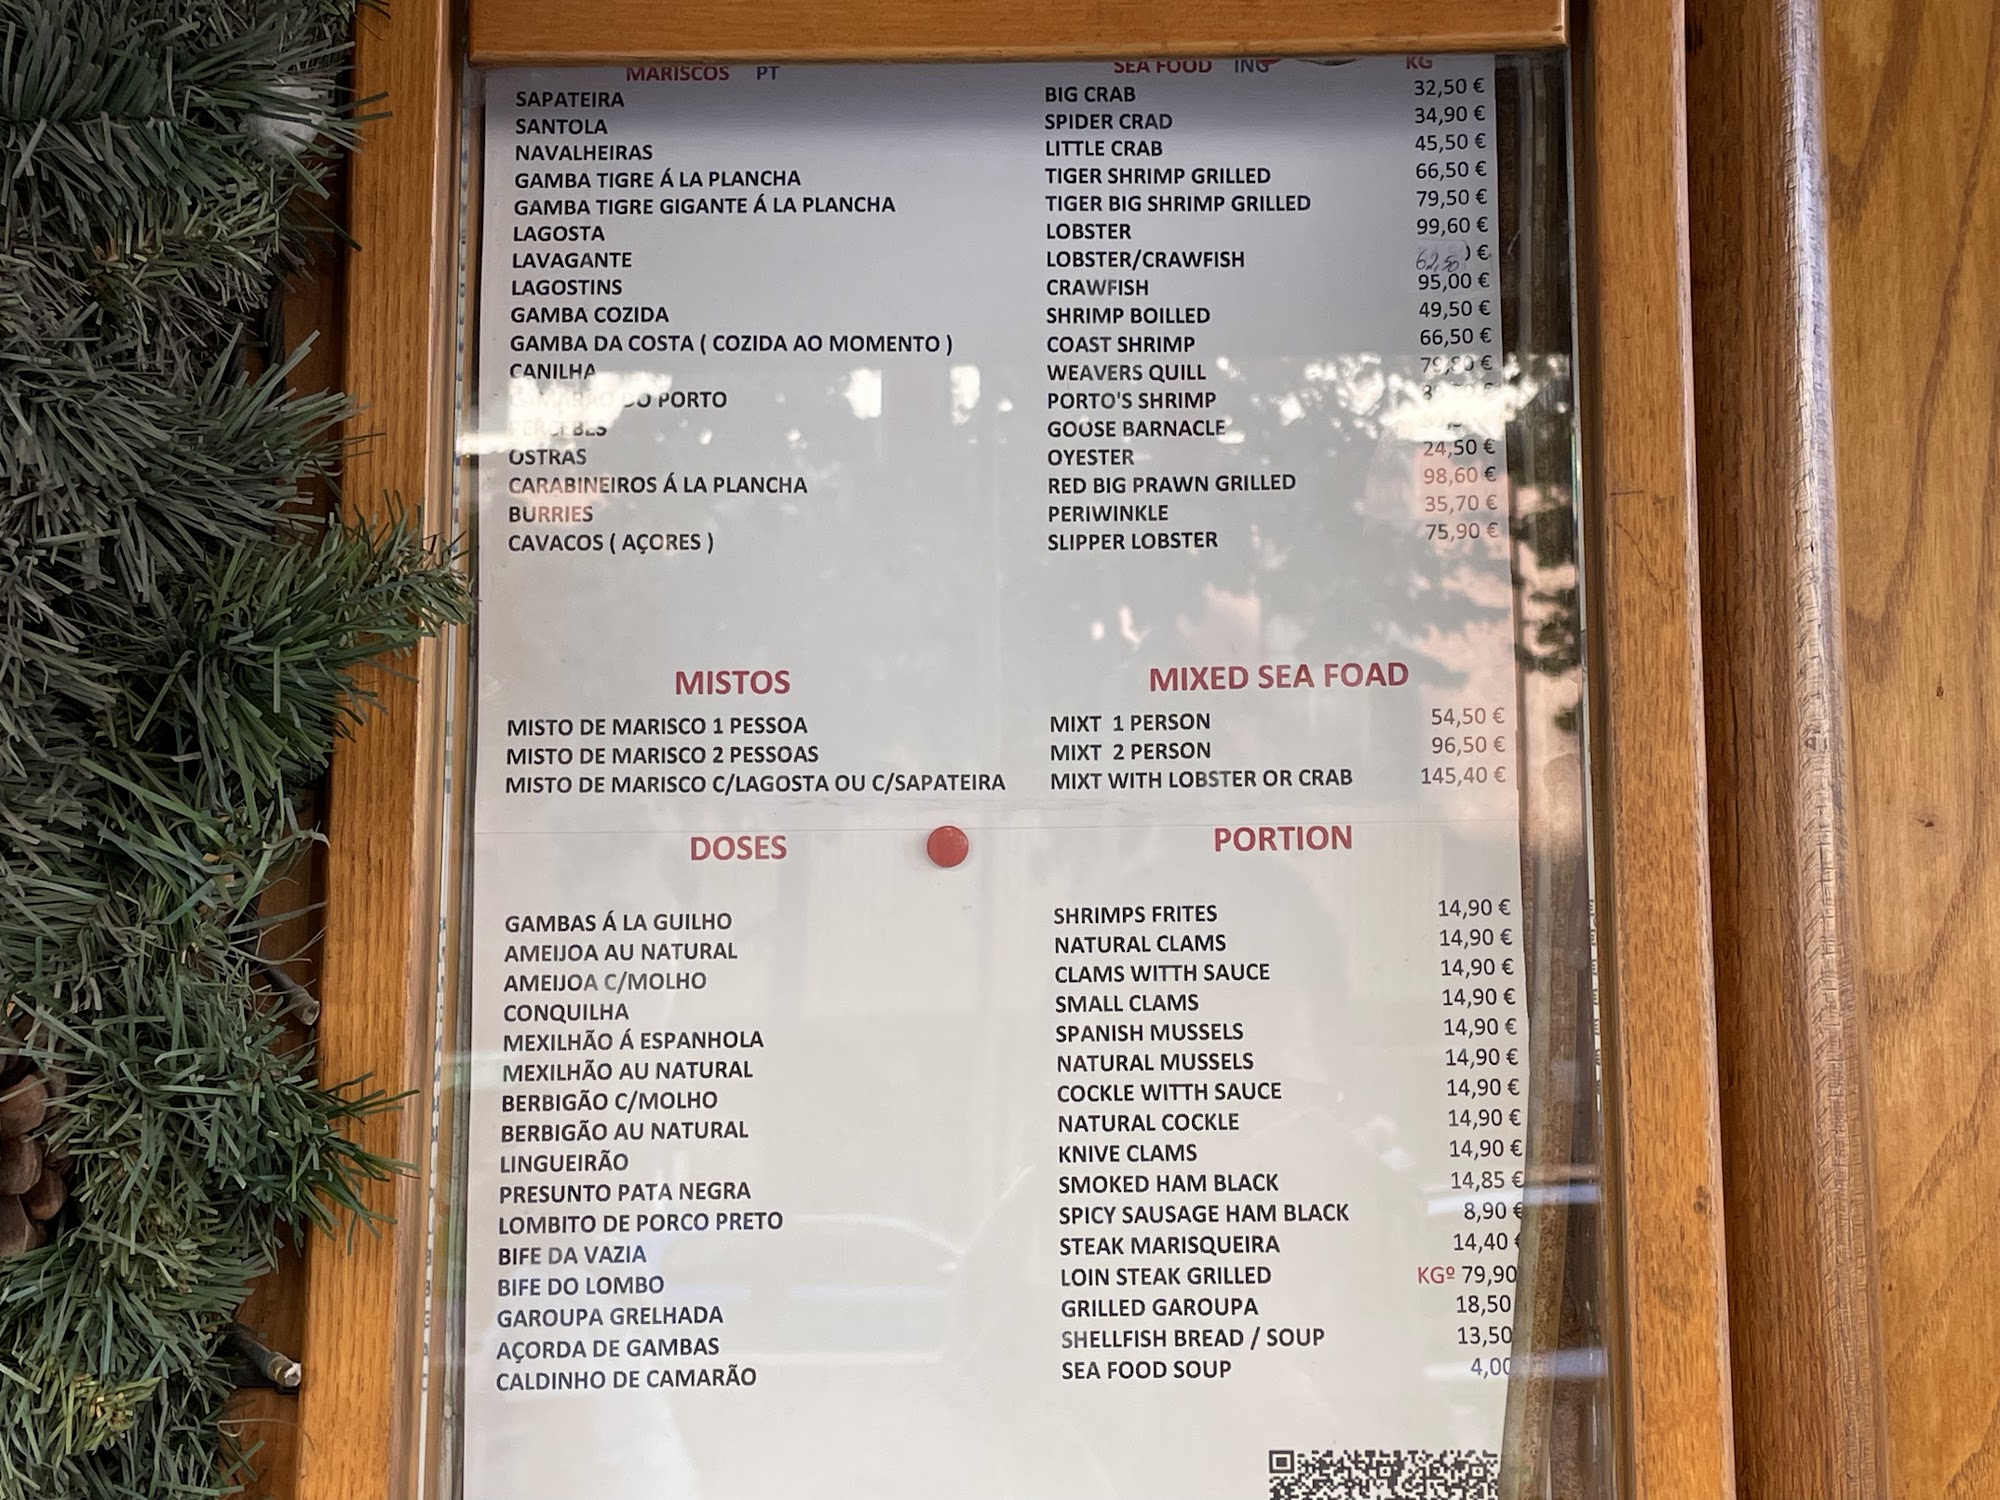 MARISCOS PT SEA FOOD ING KG
SAPATEIRA BIG CRAB 32,50 €
SANTOLA SPIDER CRAD 34,90 €
NAVALHEIRAS LITTLE CRAB 45,50 €
GAMBA TIGRE Á LA PLANCHA TIGER SHRIMP GRILLED 66,50 €
GAMBA TIGRE GIGANTE Á LA PLANCHA TIGER BIG SHRIMP GRILLED 79,50 €
LAGOSTA LOBSTER 99,60 €
LAVAGANTE LOBSTER/CRAWFISH 62,50 €
LAGOSTINS CRAWFISH 95,00 €
GAMBA COZIDA SHRIMP BOILLED 49,50 €
GAMBA DA COSTA ( COZIDA AO MOMENTO ) COAST SHRIMP 66,50 €
CANILHA WEAVERS QUILL 79,80 €
CAMARÃO DO PORTO PORTO'S SHRIMP
PERCEBES GOOSE BARNACLE
OSTRAS OYESTER 24,50 €
CARABINEIROS Á LA PLANCHA RED BIG PRAWN GRILLED 98,60 €
BURRIES PERIWINKLE 35,70 €
CAVACOS ( AÇORES ) SLIPPER LOBSTER 75,90 €
MISTOS MIXED SEA FOAD
MISTO DE MARISCO 1 PESSOA MIXT 1 PERSON 54,50 €
MISTO DE MARISCO 2 PESSOAS MIXT 2 PERSON 96,50 €
MISTO DE MARISCO C/LAGOSTA OU C/SAPATEIRA MIXT WITH LOBSTER OR CRAB 145,40 €
DOSES PORTION
GAMBAS Á LA GUILHO SHRIMPS FRITES 14,90 €
AMEIJOA AU NATURAL NATURAL CLAMS 14,90 €
AMEIJOA C/MOLHO CLAMS WITTH SAUCE 14,90 €
CONQUILHA SMALL CLAMS 14,90 €
MEXILHÃO Á ESPANHOLA SPANISH MUSSELS 14,90 €
MEXILHÃO AU NATURAL NATURAL MUSSELS 14,90 €
BERBIGÃO C/MOLHO COCKLE WITTH SAUCE 14,90 €
BERBIGÃO AU NATURAL NATURAL COCKLE 14,90 €
LINGUEIRÃO KNIVE CLAMS 14,90 €
PRESUNTO PATA NEGRA SMOKED HAM BLACK 14,85 €
LOMBITO DE PORCO PRETO SPICY SAUSAGE HAM BLACK 8,90 €
BIFE DA VAZIA STEAK MARISQUEIRA 14,40 €
BIFE DO LOMBO LOIN STEAK GRILLED KGº 79,90
GAROUPA GRELHADA GRILLED GAROUPA 18,50
AÇORDA DE GAMBAS SHELLFISH BREAD / SOUP 13,50
CALDINHO DE CAMARÃO SEA FOOD SOUP 4,00